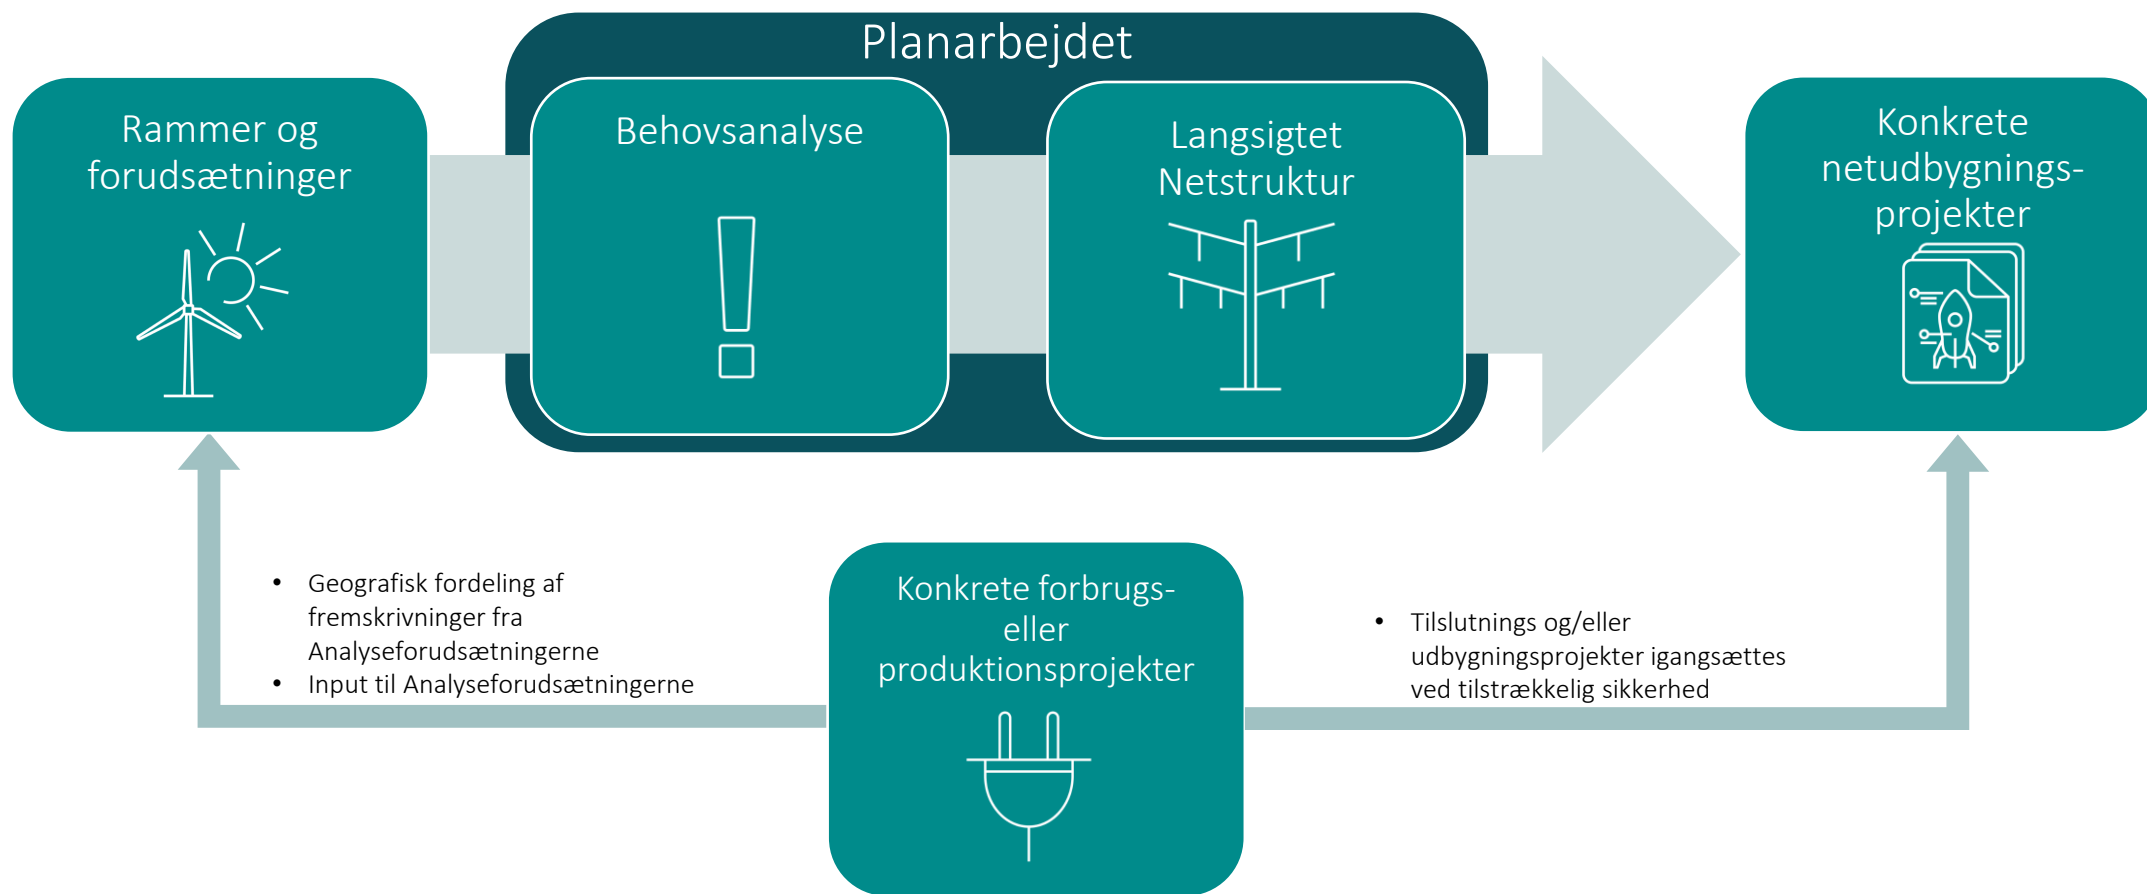 Planarbejdet
Rammer og
forudsætninger
Behovsanalyse
Langsigtet
Netstruktur
Konkrete
netudbygnings-
projekter
• Geografisk fordeling af
fremskrivninger fra
Analyseforudsætningerne
• Input til Analyseforudsætningerne
Konkrete forbrugs-
eller
produktionsprojekter
• Tilslutnings og/eller
udbygningsprojekter igangsættes
ved tilstrækkelig sikkerhed